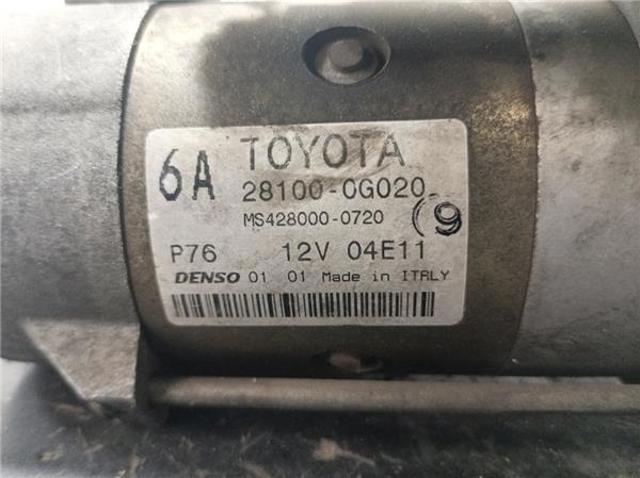 6A TOYOTA
28100-0G020
MS428000-0720 (9
P76 12V 04E11
DENSO 01 01 Made in ITALY